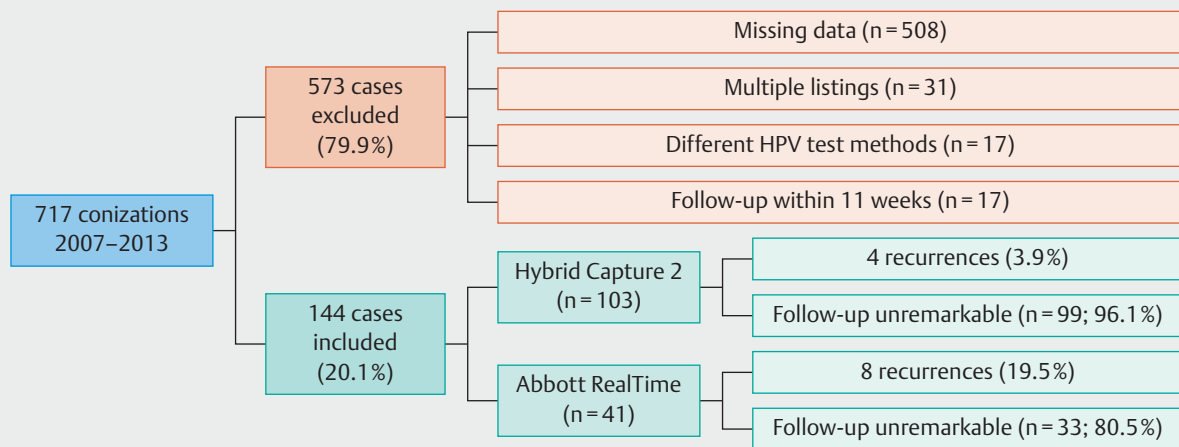 717 conizations
2007–2013
573 cases
excluded
(79.9%)
Missing data (n = 508)
Multiple listings (n = 31)
Different HPV test methods (n = 17)
Follow-up within 11 weeks (n = 17)
144 cases
included
(20.1%)
Hybrid Capture 2
(n = 103)
4 recurrences (3.9%)
Follow-up unremarkable (n = 99; 96.1%)
Abbott RealTime
(n = 41)
8 recurrences (19.5%)
Follow-up unremarkable (n = 33; 80.5%)